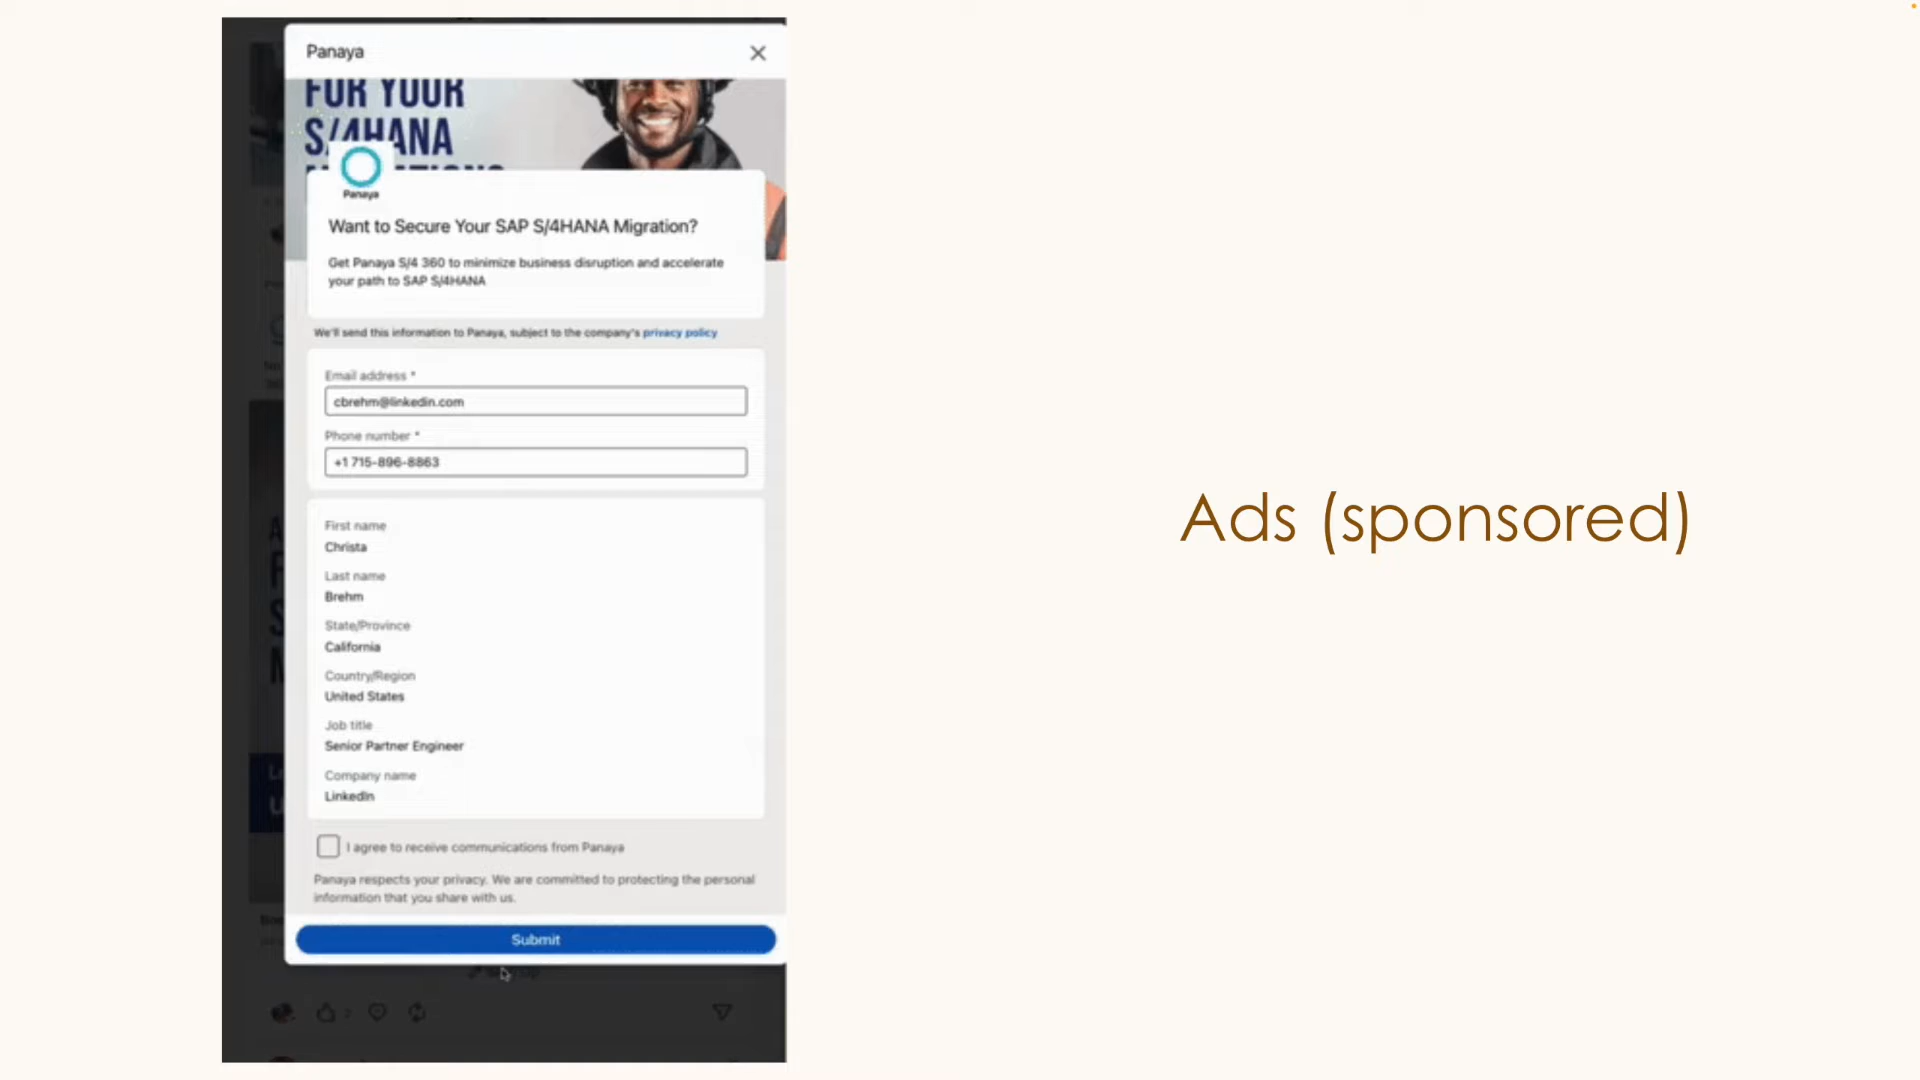 Panaya
FOR YOUR
S/4HANA
Panaya
Want to Secure Your SAP S/4HANA Migration?
Get Panaya S/4 360 to minimize business disruption and accelerate
your path to SAP S/4HANA
We'll send this information to Panaya, subject to the company's privacy policy
Email address *
cbrehm@linkedin.com
Phone number *
+1 715-896-8863
First name
Christa
Last name
Brehm
State/Province
California
Country/Region
United States
Job title
Senior Partner Engineer
Company name
LinkedIn
I agree to receive communications from Panaya
Panaya respects your privacy. We are committed to protecting the personal
information that you share with us.
Submit
Ads (sponsored)